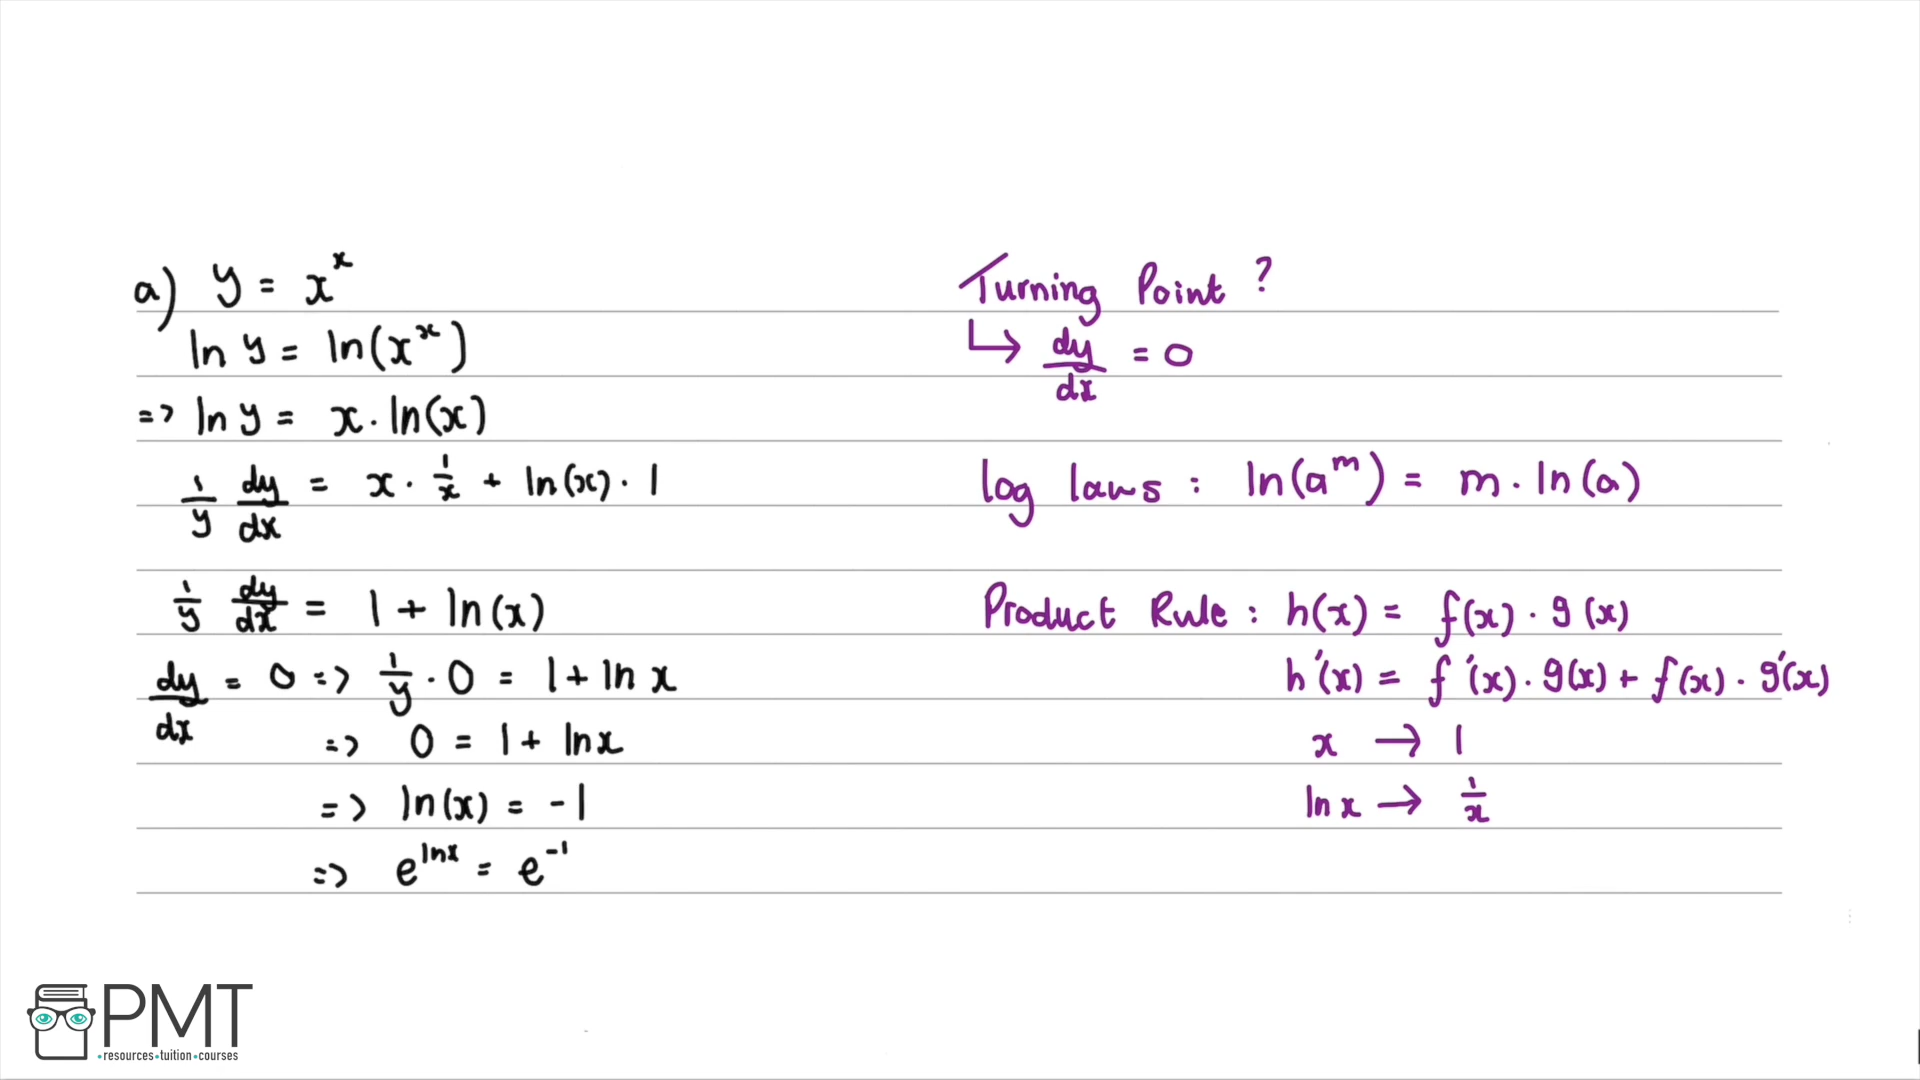 a) y = x^x
ln y = ln(x^x)
=> ln y = x · ln(x)
1/y dy/dx = x · 1/x + ln(x) · 1
1/y dy/dx = 1 + ln(x)
dy/dx = 0 => 1/y · 0 = 1 + ln x
=> 0 = 1 + ln x
=> ln(x) = -1
=> e^(ln x) = e^(-1)
Turning Point ?
↳ dy/dx = 0
log laws : ln(a^m) = m · ln(a)
Product Rule : h(x) = f(x) · g(x)
h'(x) = f'(x) · g(x) + f(x) · g'(x)
x → 1
ln x → 1/x
PMT
•resources•tuition•courses